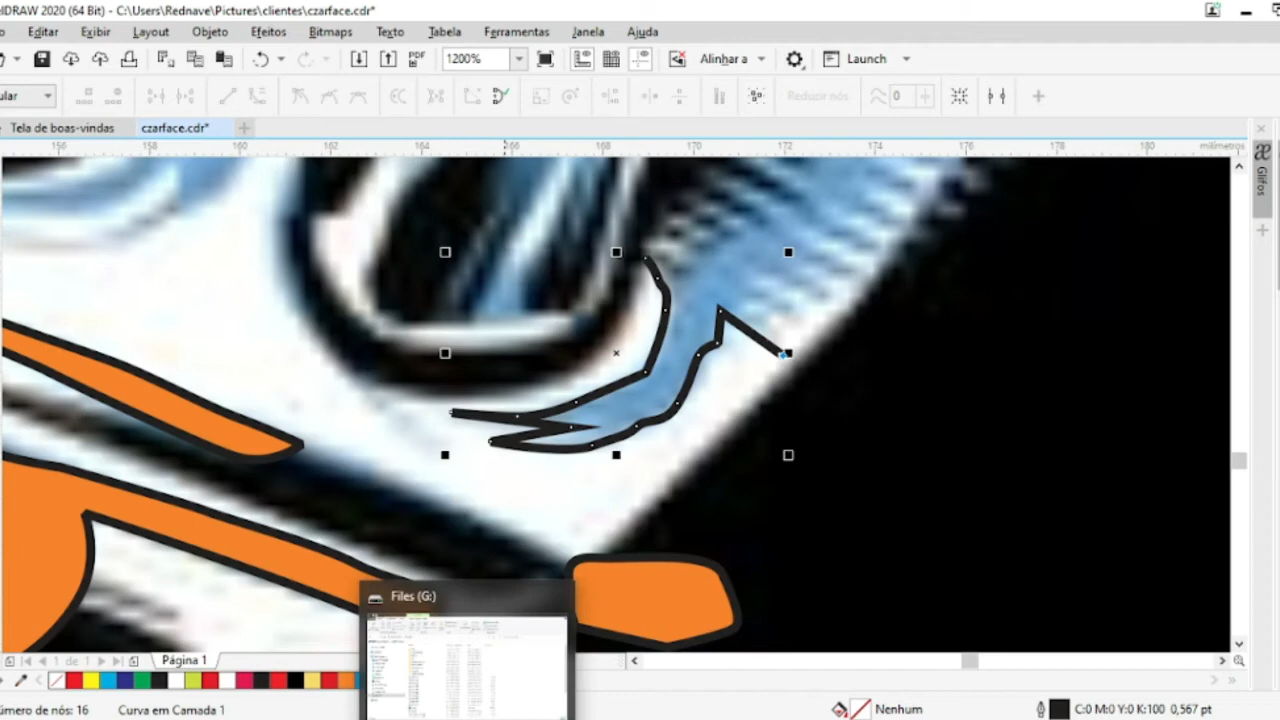 elDRAW 2020 (64 Bit) - C:\Users\Rednave\Pictures\clientes\czarface.cdr*
Editar Exibir Layout Objeto Efeitos Bitmaps Texto Tabela Ferramentas Janela Ajuda
PDF 1200% Alinhar a Launch
ular Reduzir nós 0
Tela de boas-vindas czarface.cdr*
156 158 160 162 164 166 168 170 172 174 176 178 180 milímetros
Glifos
Files (G:)
1 de 1 Página 1
úmero de nós: 16 Curva em Camada 1 Nenhum C:0 M:0 Y:0 K:100 0,567 pt